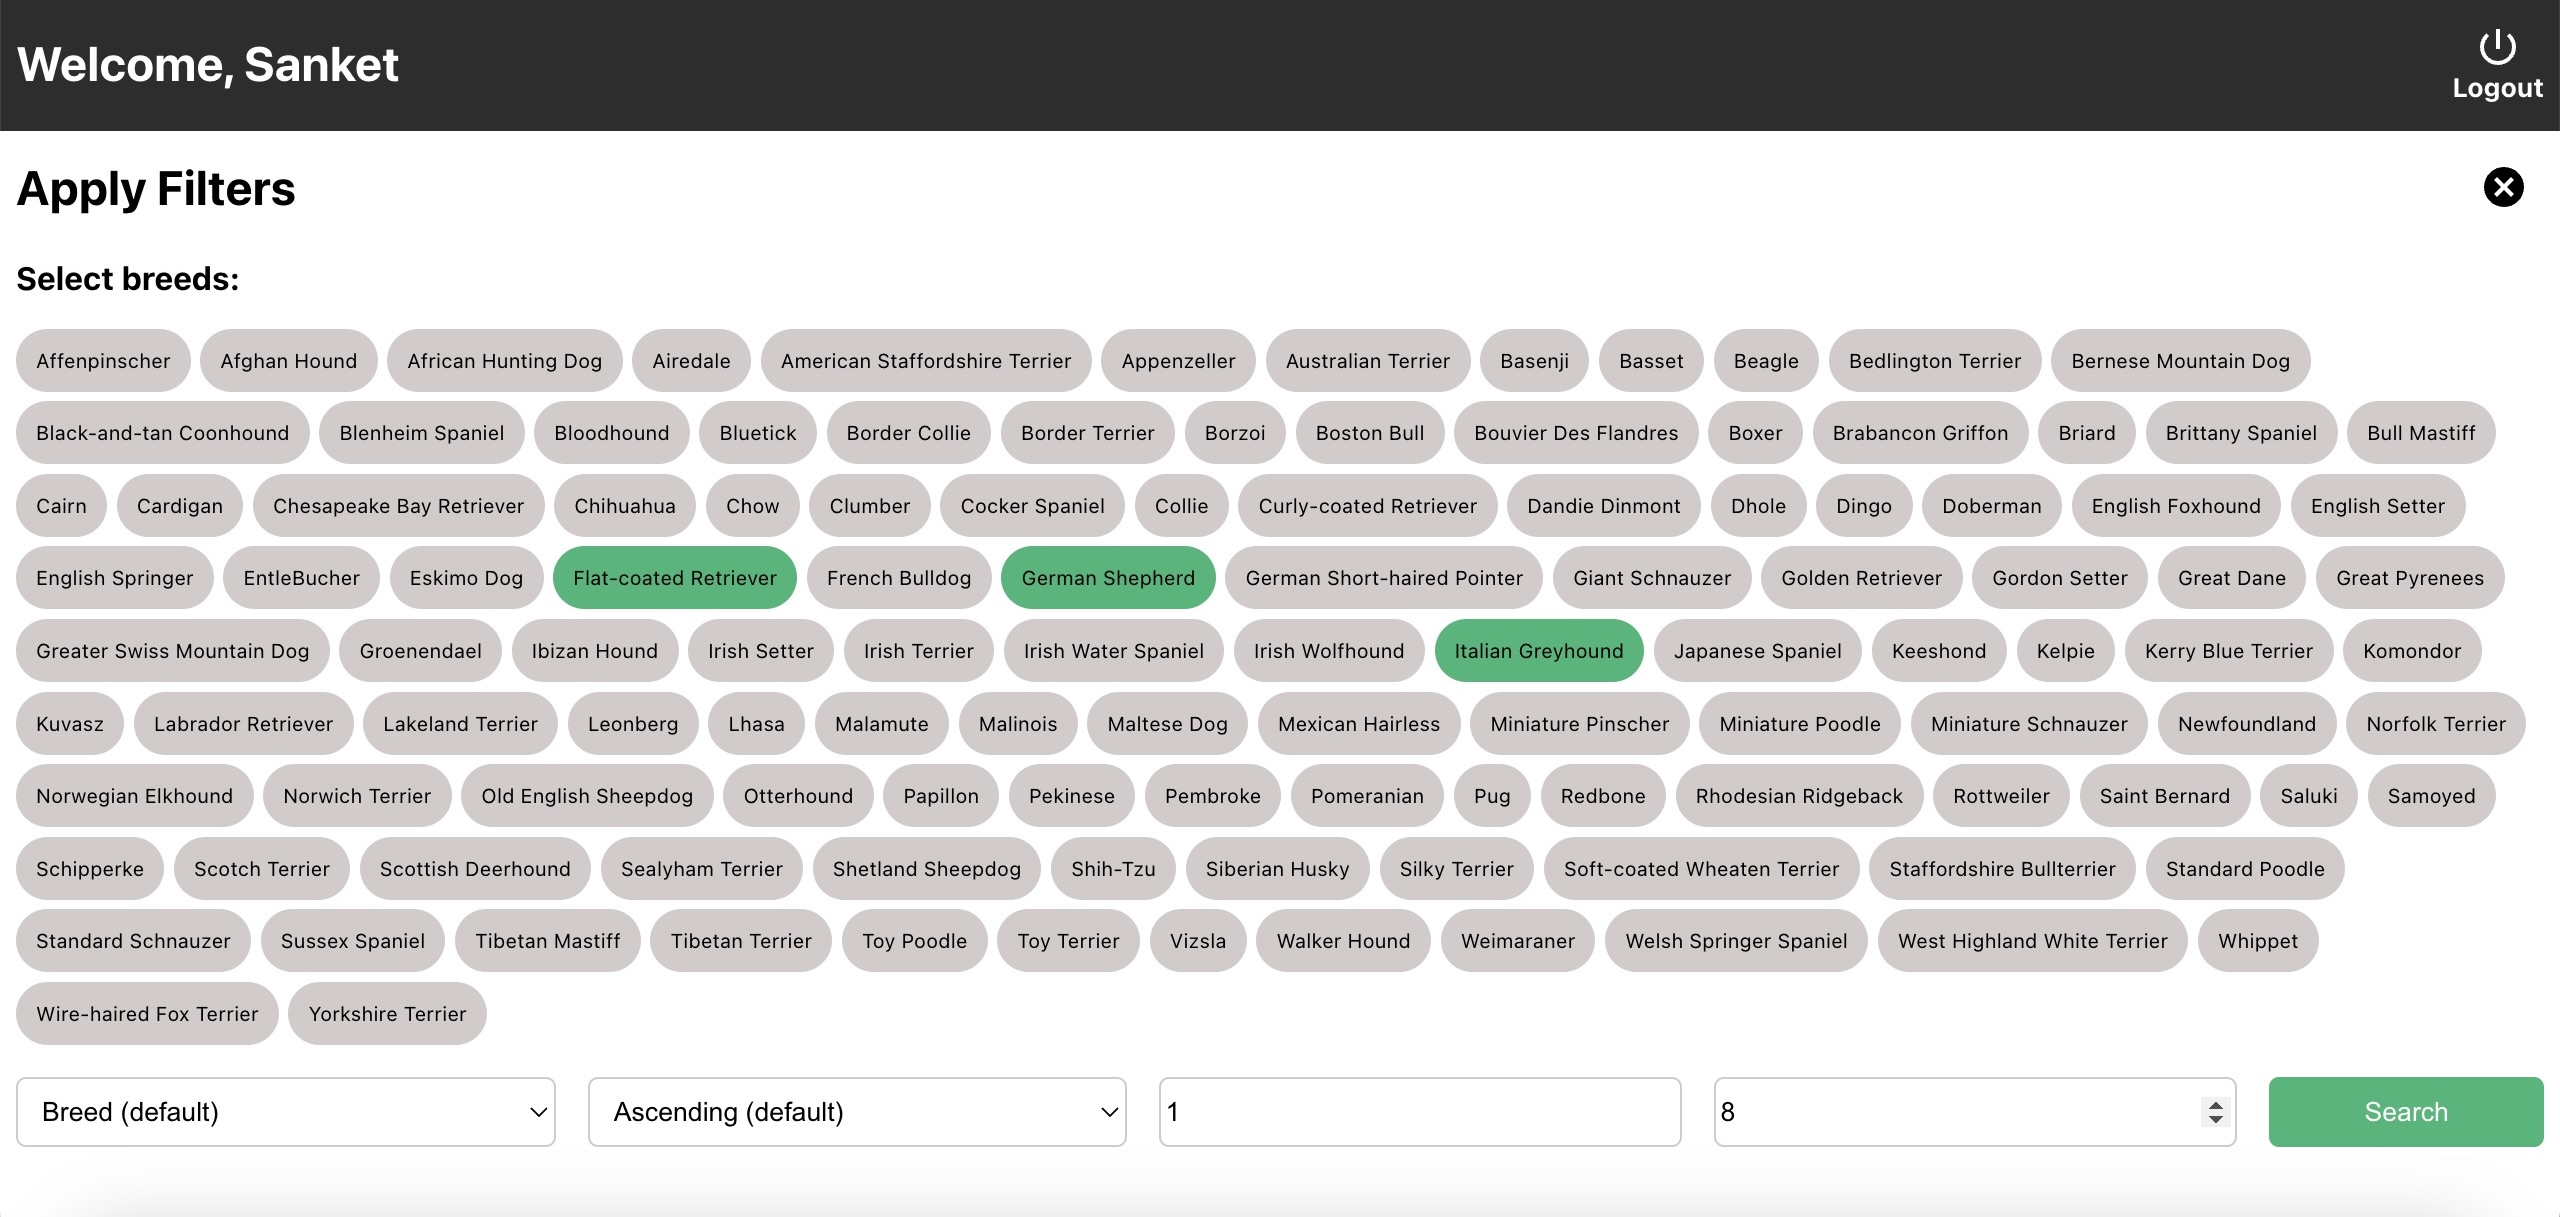 Welcome, Sanket
Logout
Apply Filters
Select breeds:
Affenpinscher Afghan Hound African Hunting Dog Airedale American Staffordshire Terrier Appenzeller Australian Terrier Basenji Basset Beagle Bedlington Terrier Bernese Mountain Dog
Black-and-tan Coonhound Blenheim Spaniel Bloodhound Bluetick Border Collie Border Terrier Borzoi Boston Bull Bouvier Des Flandres Boxer Brabancon Griffon Briard Brittany Spaniel Bull Mastiff
Cairn Cardigan Chesapeake Bay Retriever Chihuahua Chow Clumber Cocker Spaniel Collie Curly-coated Retriever Dandie Dinmont Dhole Dingo Doberman English Foxhound English Setter
English Springer EntleBucher Eskimo Dog Flat-coated Retriever French Bulldog German Shepherd German Short-haired Pointer Giant Schnauzer Golden Retriever Gordon Setter Great Dane Great Pyrenees
Greater Swiss Mountain Dog Groenendael Ibizan Hound Irish Setter Irish Terrier Irish Water Spaniel Irish Wolfhound Italian Greyhound Japanese Spaniel Keeshond Kelpie Kerry Blue Terrier Komondor
Kuvasz Labrador Retriever Lakeland Terrier Leonberg Lhasa Malamute Malinois Maltese Dog Mexican Hairless Miniature Pinscher Miniature Poodle Miniature Schnauzer Newfoundland Norfolk Terrier
Norwegian Elkhound Norwich Terrier Old English Sheepdog Otterhound Papillon Pekinese Pembroke Pomeranian Pug Redbone Rhodesian Ridgeback Rottweiler Saint Bernard Saluki Samoyed
Schipperke Scotch Terrier Scottish Deerhound Sealyham Terrier Shetland Sheepdog Shih-Tzu Siberian Husky Silky Terrier Soft-coated Wheaten Terrier Staffordshire Bullterrier Standard Poodle
Standard Schnauzer Sussex Spaniel Tibetan Mastiff Tibetan Terrier Toy Poodle Toy Terrier Vizsla Walker Hound Weimaraner Welsh Springer Spaniel West Highland White Terrier Whippet
Wire-haired Fox Terrier Yorkshire Terrier
Breed (default) Ascending (default) 1 8 Search